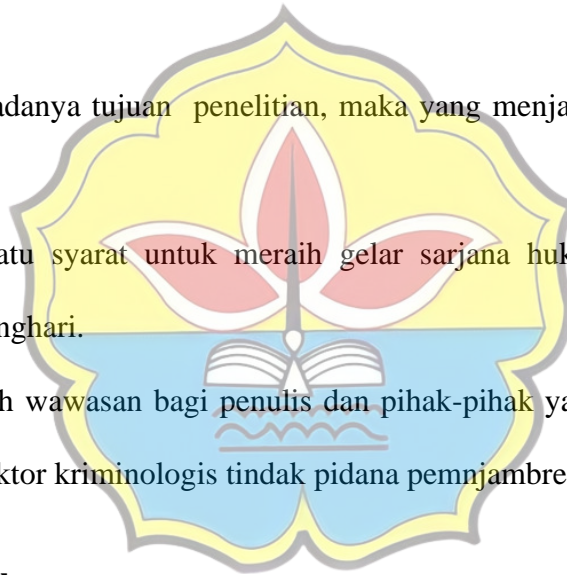 adanya tujuan penelitian, maka yang menja
atu syarat untuk meraih gelar sarjana huk
nghari.
h wawasan bagi penulis dan pihak-pihak ya
ktor kriminologis tindak pidana pemnjambre